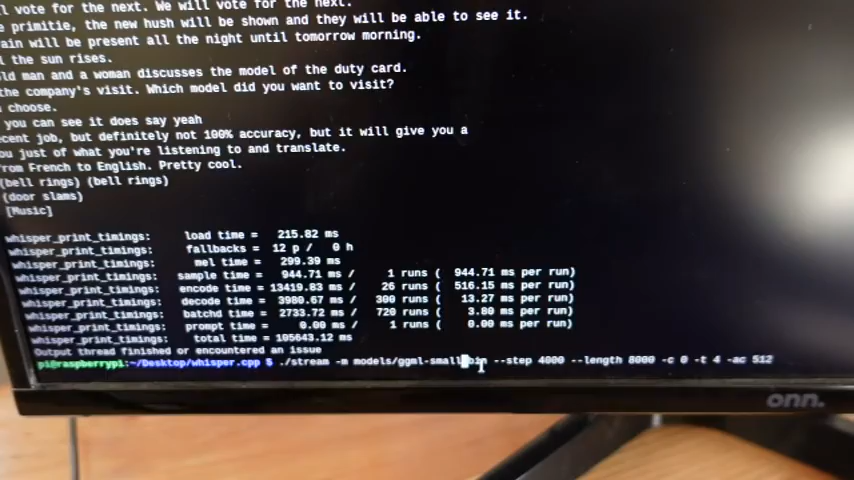 ll vote for the next. We will vote for the next.
e primitie, the new hush will be shown and they will be able to see it.
ain will be present all the night until tomorrow morning.
l the sun rises.
old man and a woman discusses the model of the duty card.
the company's visit. Which model did you want to visit?
choose.
you can see it does say yeah
ecent job, but definitely not 100% accuracy, but it will give you a
ou just of what you're listening to and translate.
from French to English. Pretty cool.
(bell rings) (bell rings)
(door slams)
[Music]
whisper_print_timings: load time = 215.82 ms
whisper_print_timings: fallbacks = 12 p / 0 h
whisper_print_timings: mel time = 299.39 ms
whisper_print_timings: sample time = 944.71 ms / 1 runs ( 944.71 ms per run)
whisper_print_timings: encode time = 13419.83 ms / 26 runs ( 516.15 ms per run)
whisper_print_timings: decode time = 3980.67 ms / 300 runs ( 13.27 ms per run)
whisper_print_timings: batchd time = 2733.72 ms / 720 runs ( 3.80 ms per run)
whisper_print_timings: prompt time = 0.00 ms / 1 runs ( 0.00 ms per run)
whisper_print_timings: total time = 105643.12 ms
Output thread finished or encountered an issue
pi@raspberrypi:~/Desktop/whisper.cpp $ ./stream -m models/ggml-small.bin --step 4000 --length 8000 -c 0 -t 4 -ac 512
onn.